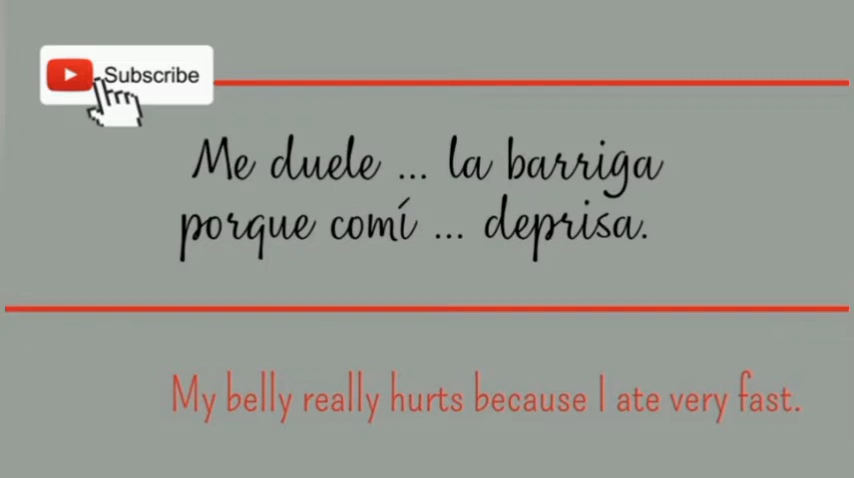 Subscribe
Me duele ... la barriga
porque comí ... deprisa.
My belly really hurts because I ate very fast.